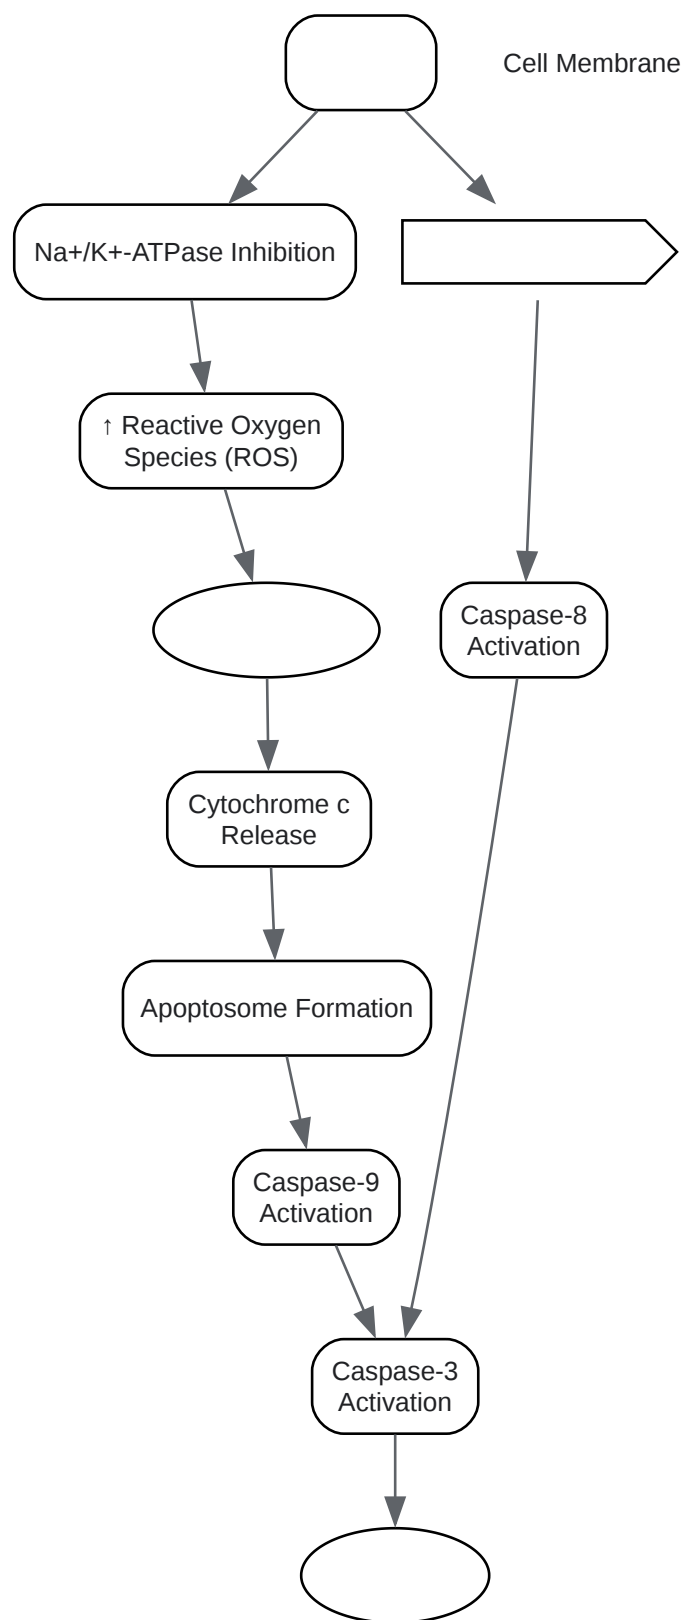 Cell Membrane
Na+/K+-ATPase Inhibition
↑ Reactive Oxygen
Species (ROS)
Caspase-8
Activation
Cytochrome c
Release
Apoptosome Formation
Caspase-9
Activation
Caspase-3
Activation